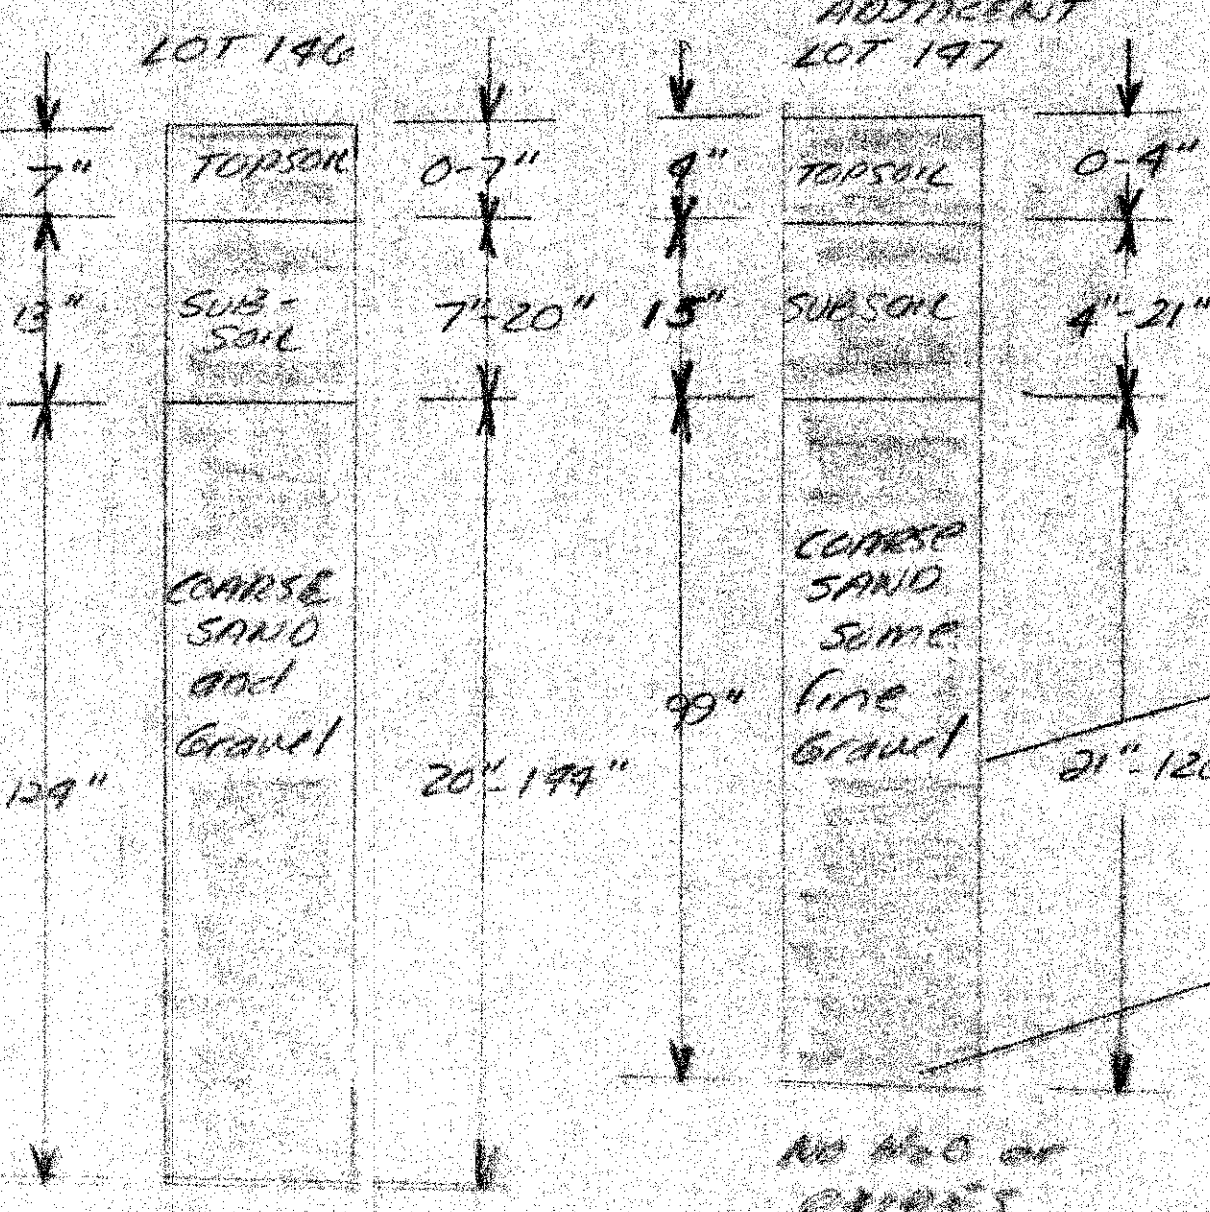 LOT 146
7"
TOPSOIL
0-7"
13"
SUB-
SOIL
7"-20"
COARSE
SAND
and
Gravel
20"-144"
ADJACENT
LOT 147
4"
TOPSOIL
0-4"
15"
SUBSOIL
4"-21"
COARSE
SAND
Some
fine
Gravel
99"
21"-120
No H2O or